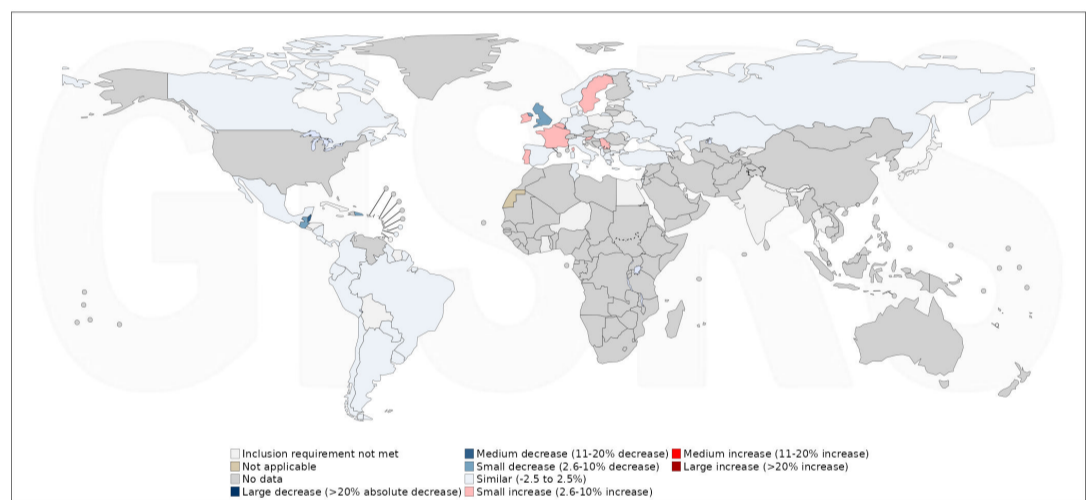 GISRS
Inclusion requirement not met
Not applicable
No data
Large decrease (>20% absolute decrease)
Medium decrease (11-20% decrease)
Small decrease (2.6-10% decrease)
Similar (-2.5 to 2.5%)
Small increase (2.6-10% increase)
Medium increase (11-20% increase)
Large increase (>20% increase)